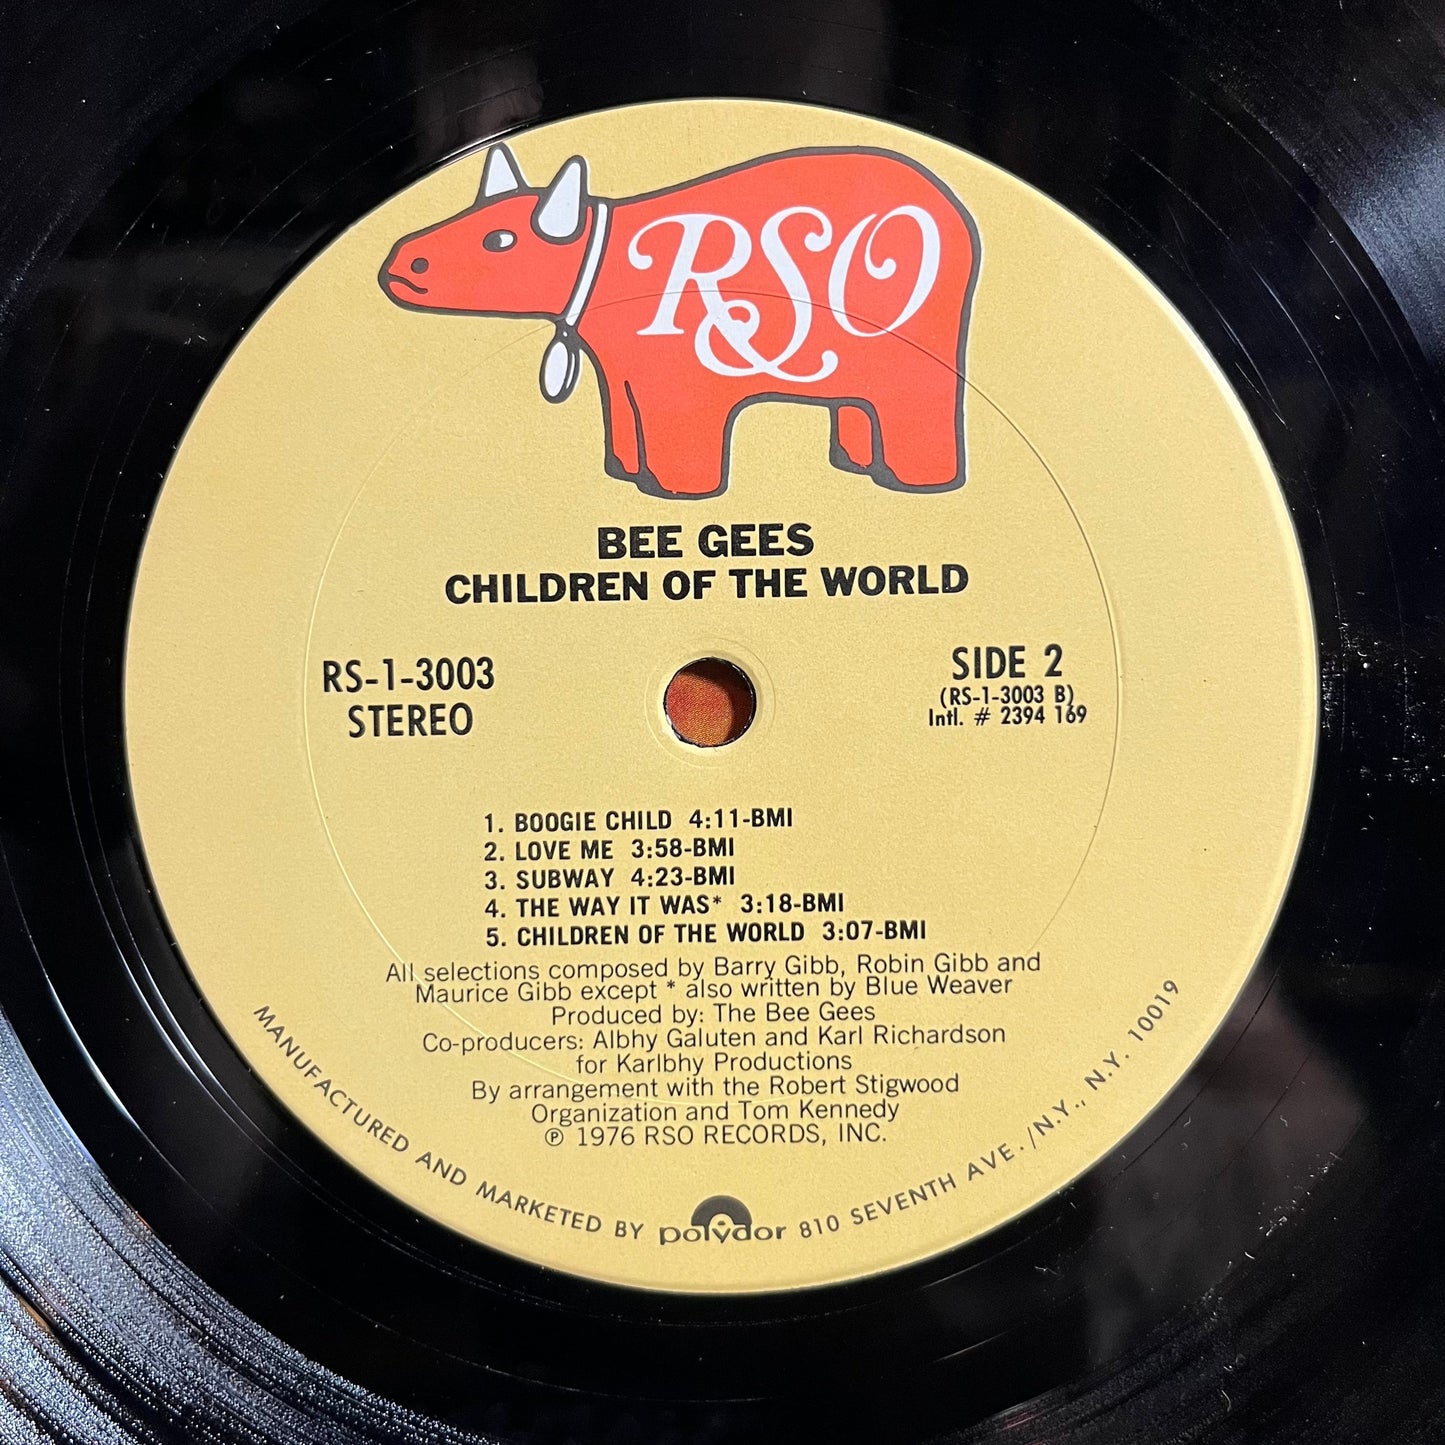 RSO
BEE GEES
CHILDREN OF THE WORLD
RS-1-3003
STEREO
SIDE 2
(RS-1-3003 B)
Intl. # 2394 169
1. BOOGIE CHILD 4:11-BMI
2. LOVE ME 3:58-BMI
3. SUBWAY 4:23-BMI
4. THE WAY IT WAS* 3:18-BMI
5. CHILDREN OF THE WORLD 3:07-BMI
All selections composed by Barry Gibb, Robin Gibb and
Maurice Gibb except * also written by Blue Weaver
Produced by: The Bee Gees
Co-producers: Albhy Galuten and Karl Richardson
for Karlbhy Productions
By arrangement with the Robert Stigwood
Organization and Tom Kennedy
℗ 1976 RSO RECORDS, INC.
MANUFACTURED AND MARKETED BY polydor 810 SEVENTH AVE./N.Y., N.Y. 10019